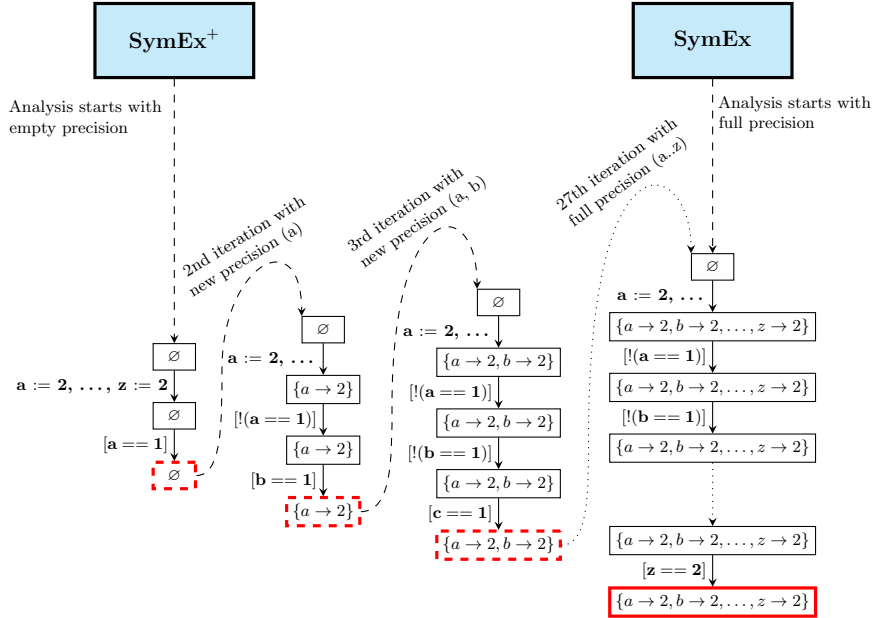 SymEx⁺
SymEx
Analysis starts with
empty precision
Analysis starts with
full precision
2nd iteration with
new precision (a)
3rd iteration with
new precision (a, b)
27th iteration with
full precision (a..z)
∅
a := 2, ..., z := 2
∅
[a == 1]
∅
∅
a := 2, ...
{a → 2}
[!(a == 1)]
{a → 2}
[b == 1]
{a → 2}
∅
a := 2, ...
{a → 2, b → 2}
[!(a == 1)]
{a → 2, b → 2}
[!(b == 1)]
{a → 2, b → 2}
[c == 1]
{a → 2, b → 2}
∅
a := 2, ...
{a → 2, b → 2, ..., z → 2}
[!(a == 1)]
{a → 2, b → 2, ..., z → 2}
[!(b == 1)]
{a → 2, b → 2, ..., z → 2}
{a → 2, b → 2, ..., z → 2}
[z == 2]
{a → 2, b → 2, ..., z → 2}